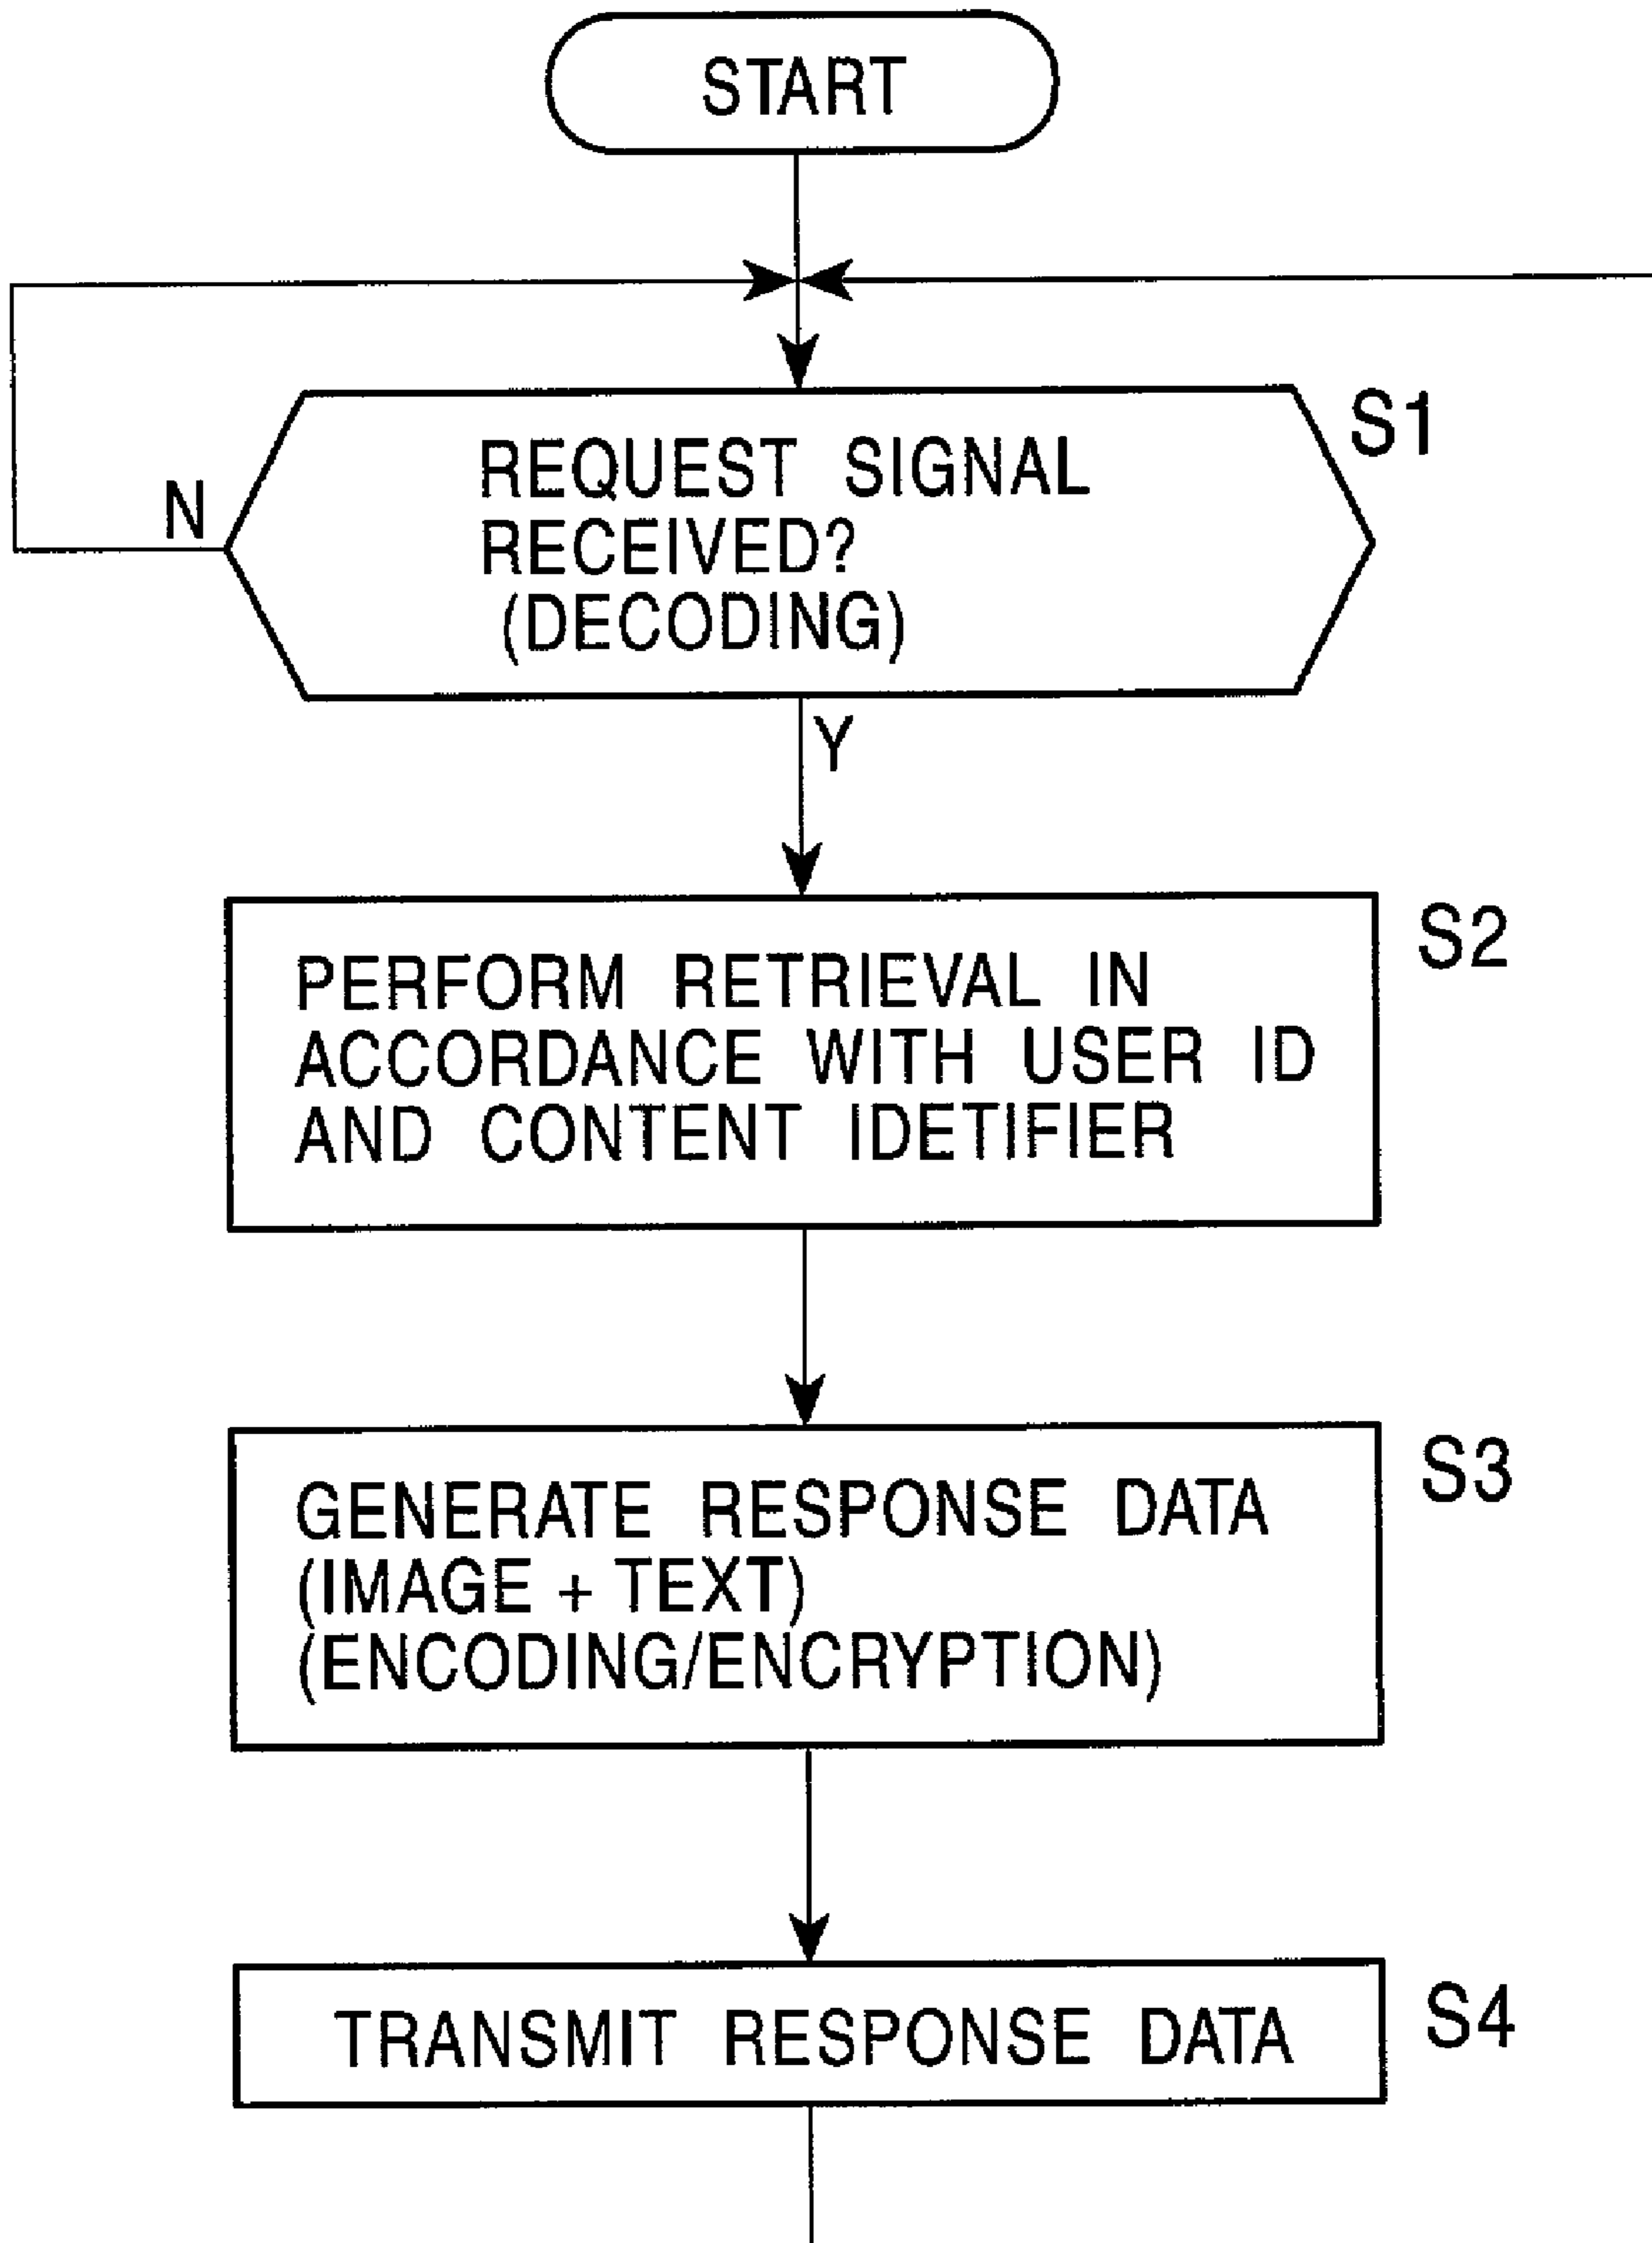 START
S1
REQUEST SIGNAL
RECEIVED?
(DECODING)
N
Y
S2
PERFORM RETRIEVAL IN
ACCORDANCE WITH USER ID
AND CONTENT IDETIFIER
S3
GENERATE RESPONSE DATA
(IMAGE + TEXT)
(ENCODING/ENCRYPTION)
S4
TRANSMIT RESPONSE DATA